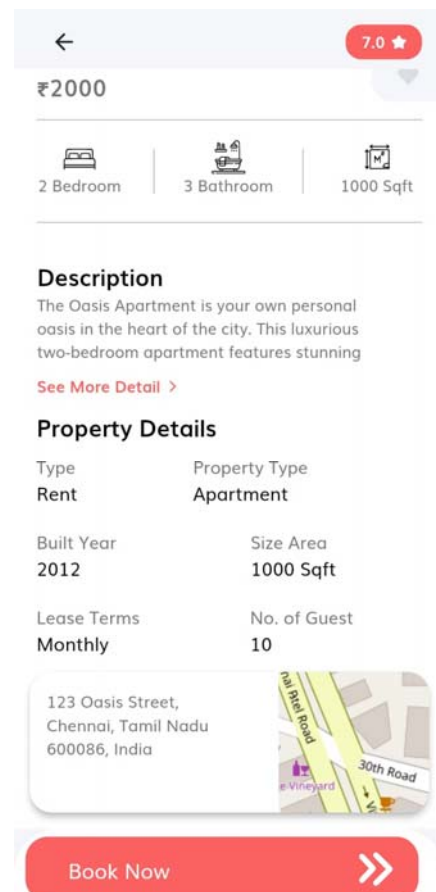 7.0
₹2000
2 Bedroom 3 Bathroom 1000 Sqft
Description
The Oasis Apartment is your own personal
oasis in the heart of the city. This luxurious
two-bedroom apartment features stunning
See More Detail >
Property Details
Type Property Type
Rent Apartment
Built Year Size Area
2012 1000 Sqft
Lease Terms No. of Guest
Monthly 10
123 Oasis Street,
Chennai, Tamil Nadu
600086, India
nai Btel Road
30th Road
e Vineyard
Book Now